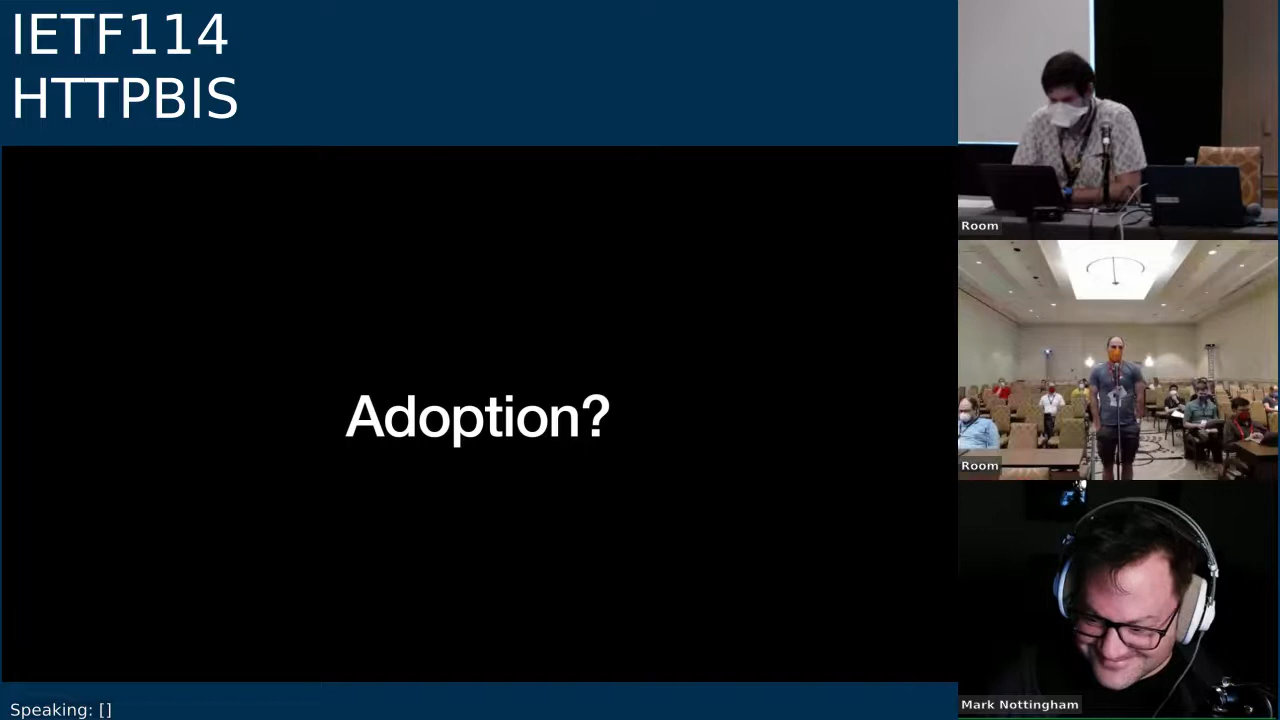 IETF114
HTTPBIS
Adoption?
Speaking: []
Room
Room
Mark Nottingham